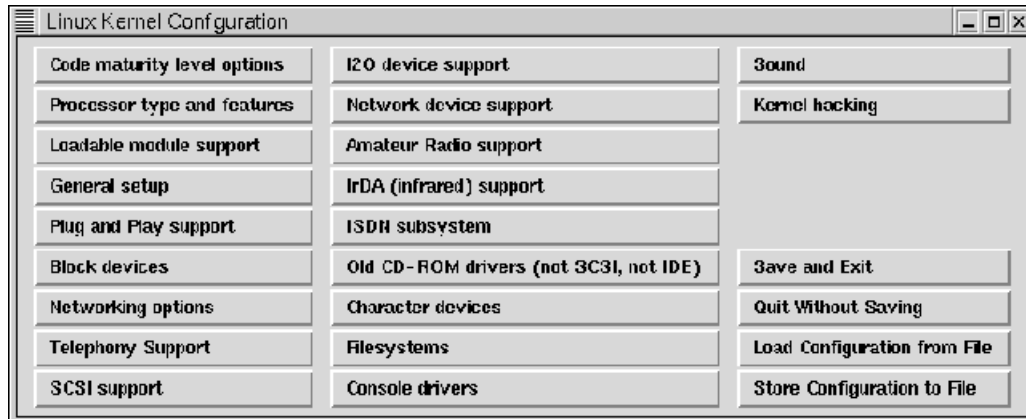 Linux Kernel Configuration
Code maturity level options
Processor type and features
Loadable module support
General setup
Plug and Play support
Block devices
Networking options
Telephony Support
SCSI support
I2O device support
Network device support
Amateur Radio support
IrDA (infrared) support
ISDN subsystem
Old CD-ROM drivers (not SCSI, not IDE)
Character devices
Filesystems
Console drivers
Sound
Kernel hacking
Save and Exit
Quit Without Saving
Load Configuration from File
Store Configuration to File